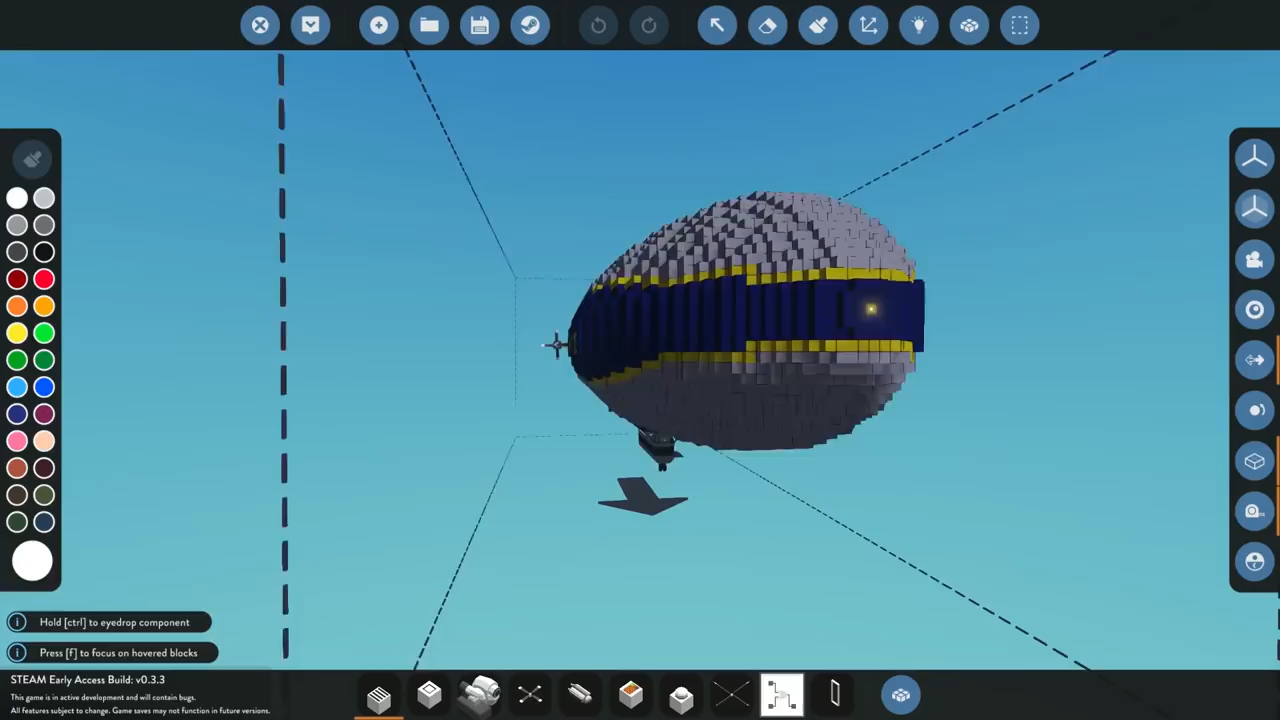 Hold [ctrl] to eyedrop component
Press [f] to focus on hovered blocks
STEAM Early Access Build: v0.3.3
This game is in active development and will contain bugs.
All features subject to change. Game saves may not function in future versions.